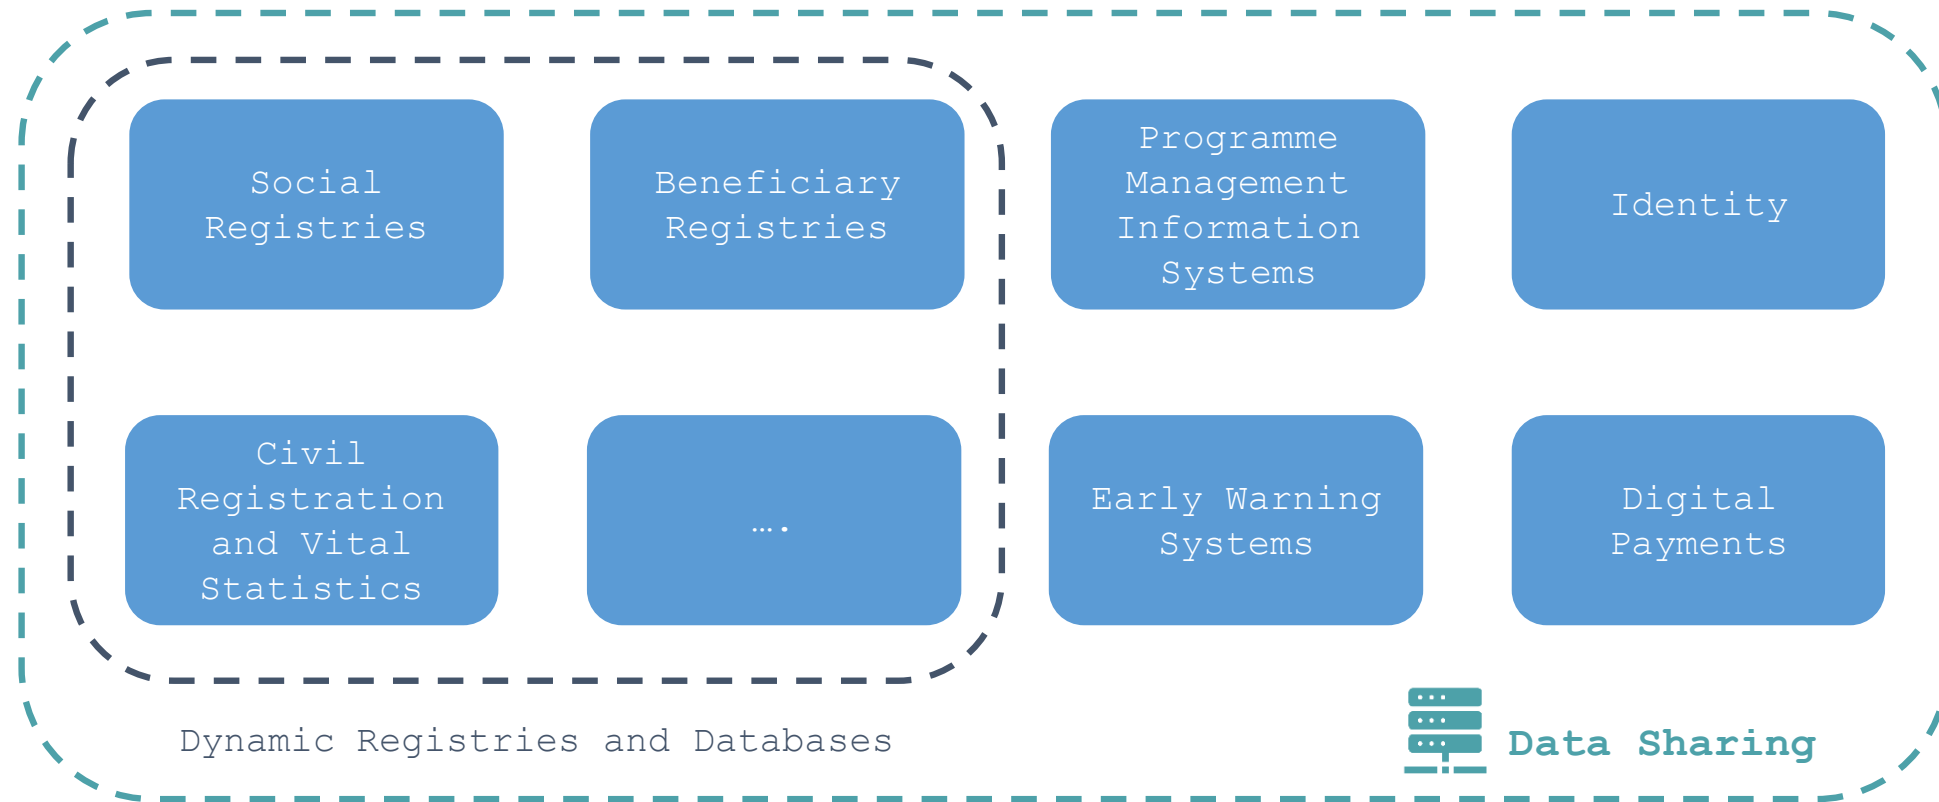 Social
Registries
Beneficiary
Registries
Programme
Management
Information
Systems
Identity
Civil
Registration
and Vital
Statistics
….
Early Warning
Systems
Digital
Payments
Dynamic Registries and Databases
Data Sharing